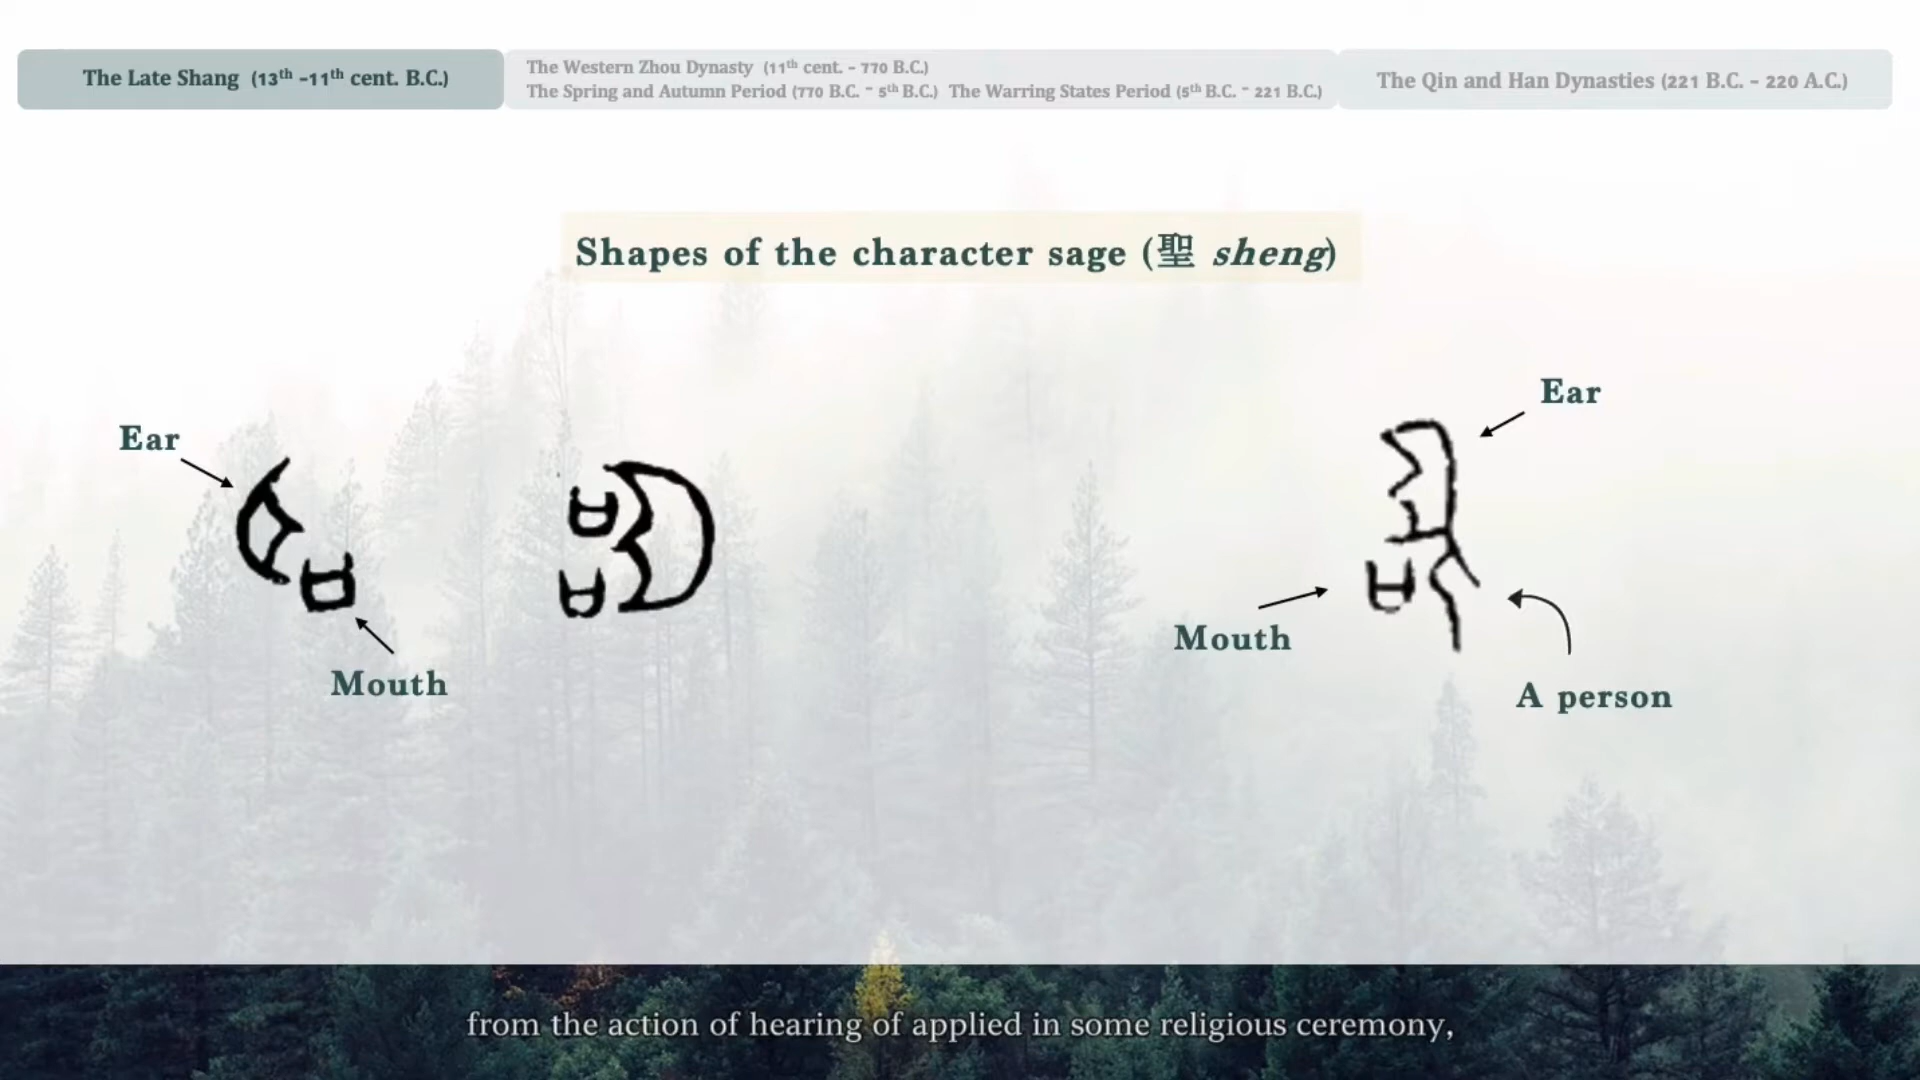 The Late Shang (13th -11th cent. B.C.)
The Western Zhou Dynasty (11th cent. - 770 B.C.)
The Spring and Autumn Period (770 B.C. - 5th B.C.) The Warring States Period (5th B.C. - 221 B.C.)
The Qin and Han Dynasties (221 B.C. - 220 A.C.)
Shapes of the character sage (聖 sheng)
Ear
Mouth
Ear
Mouth
A person
from the action of hearing of applied in some religious ceremony,